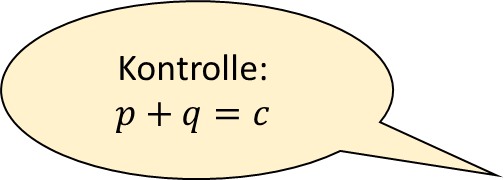 Kontrolle:
p + q = c